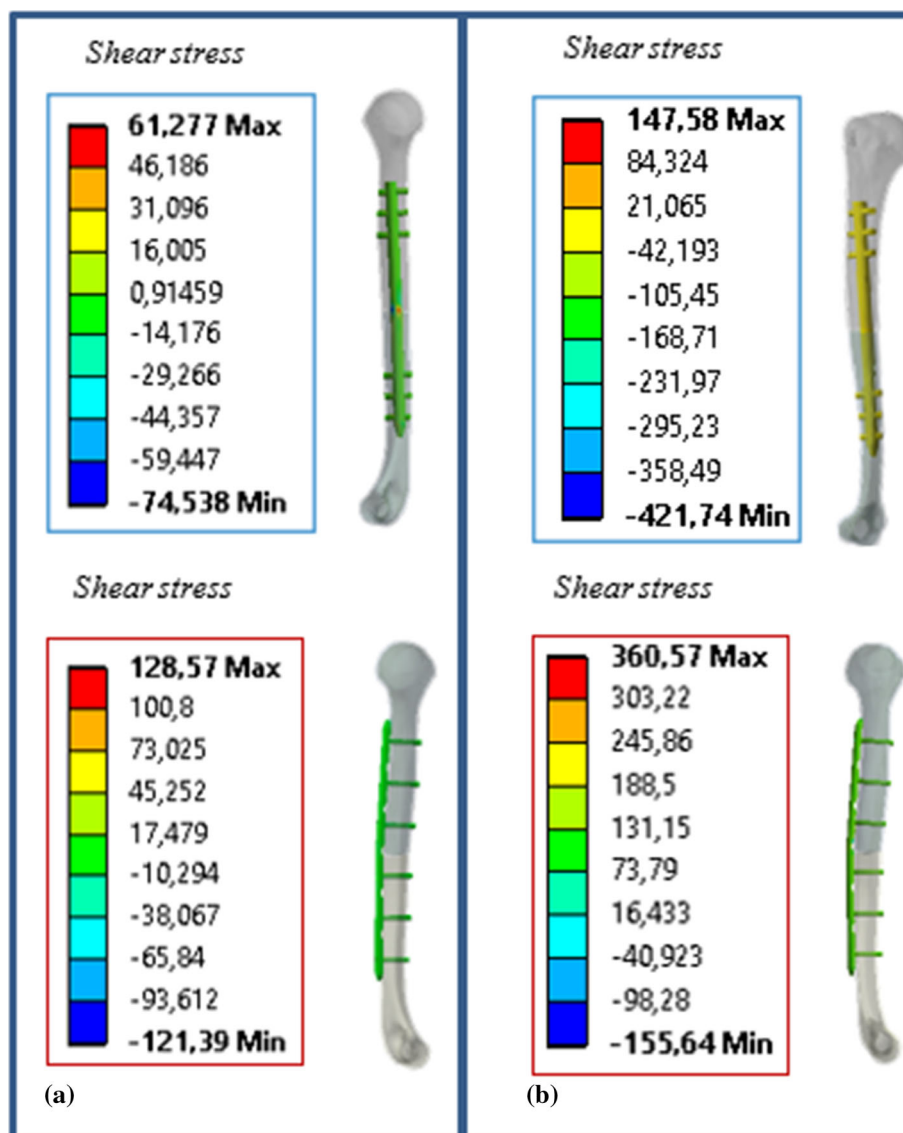 Shear stress
61,277 Max
46,186
31,096
16,005
0,91459
-14,176
-29,266
-44,357
-59,447
-74,538 Min
Shear stress
128,57 Max
100,8
73,025
45,252
17,479
-10,294
-38,067
-65,84
-93,612
-121,39 Min
(a)
Shear stress
147,58 Max
84,324
21,065
-42,193
-105,45
-168,71
-231,97
-295,23
-358,49
-421,74 Min
Shear stress
360,57 Max
303,22
245,86
188,5
131,15
73,79
16,433
-40,923
-98,28
-155,64 Min
(b)